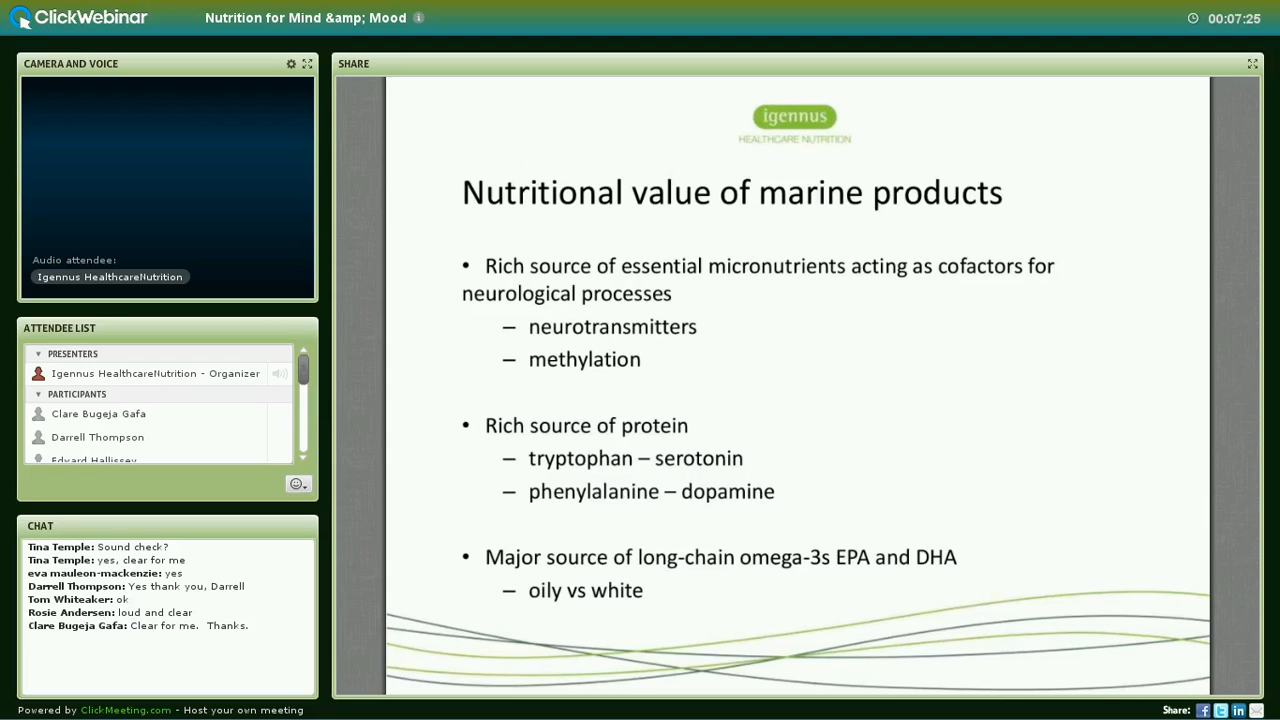 ClickWebinar
Nutrition for Mind &amp; Mood
00:07:25
CAMERA AND VOICE
Audio attendee:
Igennus HealthcareNutrition
ATTENDEE LIST
PRESENTERS
Igennus HealthcareNutrition - Organizer
PARTICIPANTS
Clare Bugeja Gafa
Darrell Thompson
Edvard Hallissey
CHAT
Tina Temple: Sound check?
Tina Temple: yes, clear for me
eva mauleon-mackenzie: yes
Darrell Thompson: Yes thank you, Darrell
Tom Whiteaker: ok
Rosie Andersen: loud and clear
Clare Bugeja Gafa: Clear for me.  Thanks.
SHARE
igennus
HEALTHCARE NUTRITION
Nutritional value of marine products
• Rich source of essential micronutrients acting as cofactors for
neurological processes
– neurotransmitters
– methylation
• Rich source of protein
– tryptophan – serotonin
– phenylalanine – dopamine
• Major source of long-chain omega-3s EPA and DHA
– oily vs white
Powered by ClickMeeting.com - Host your own meeting
Share: